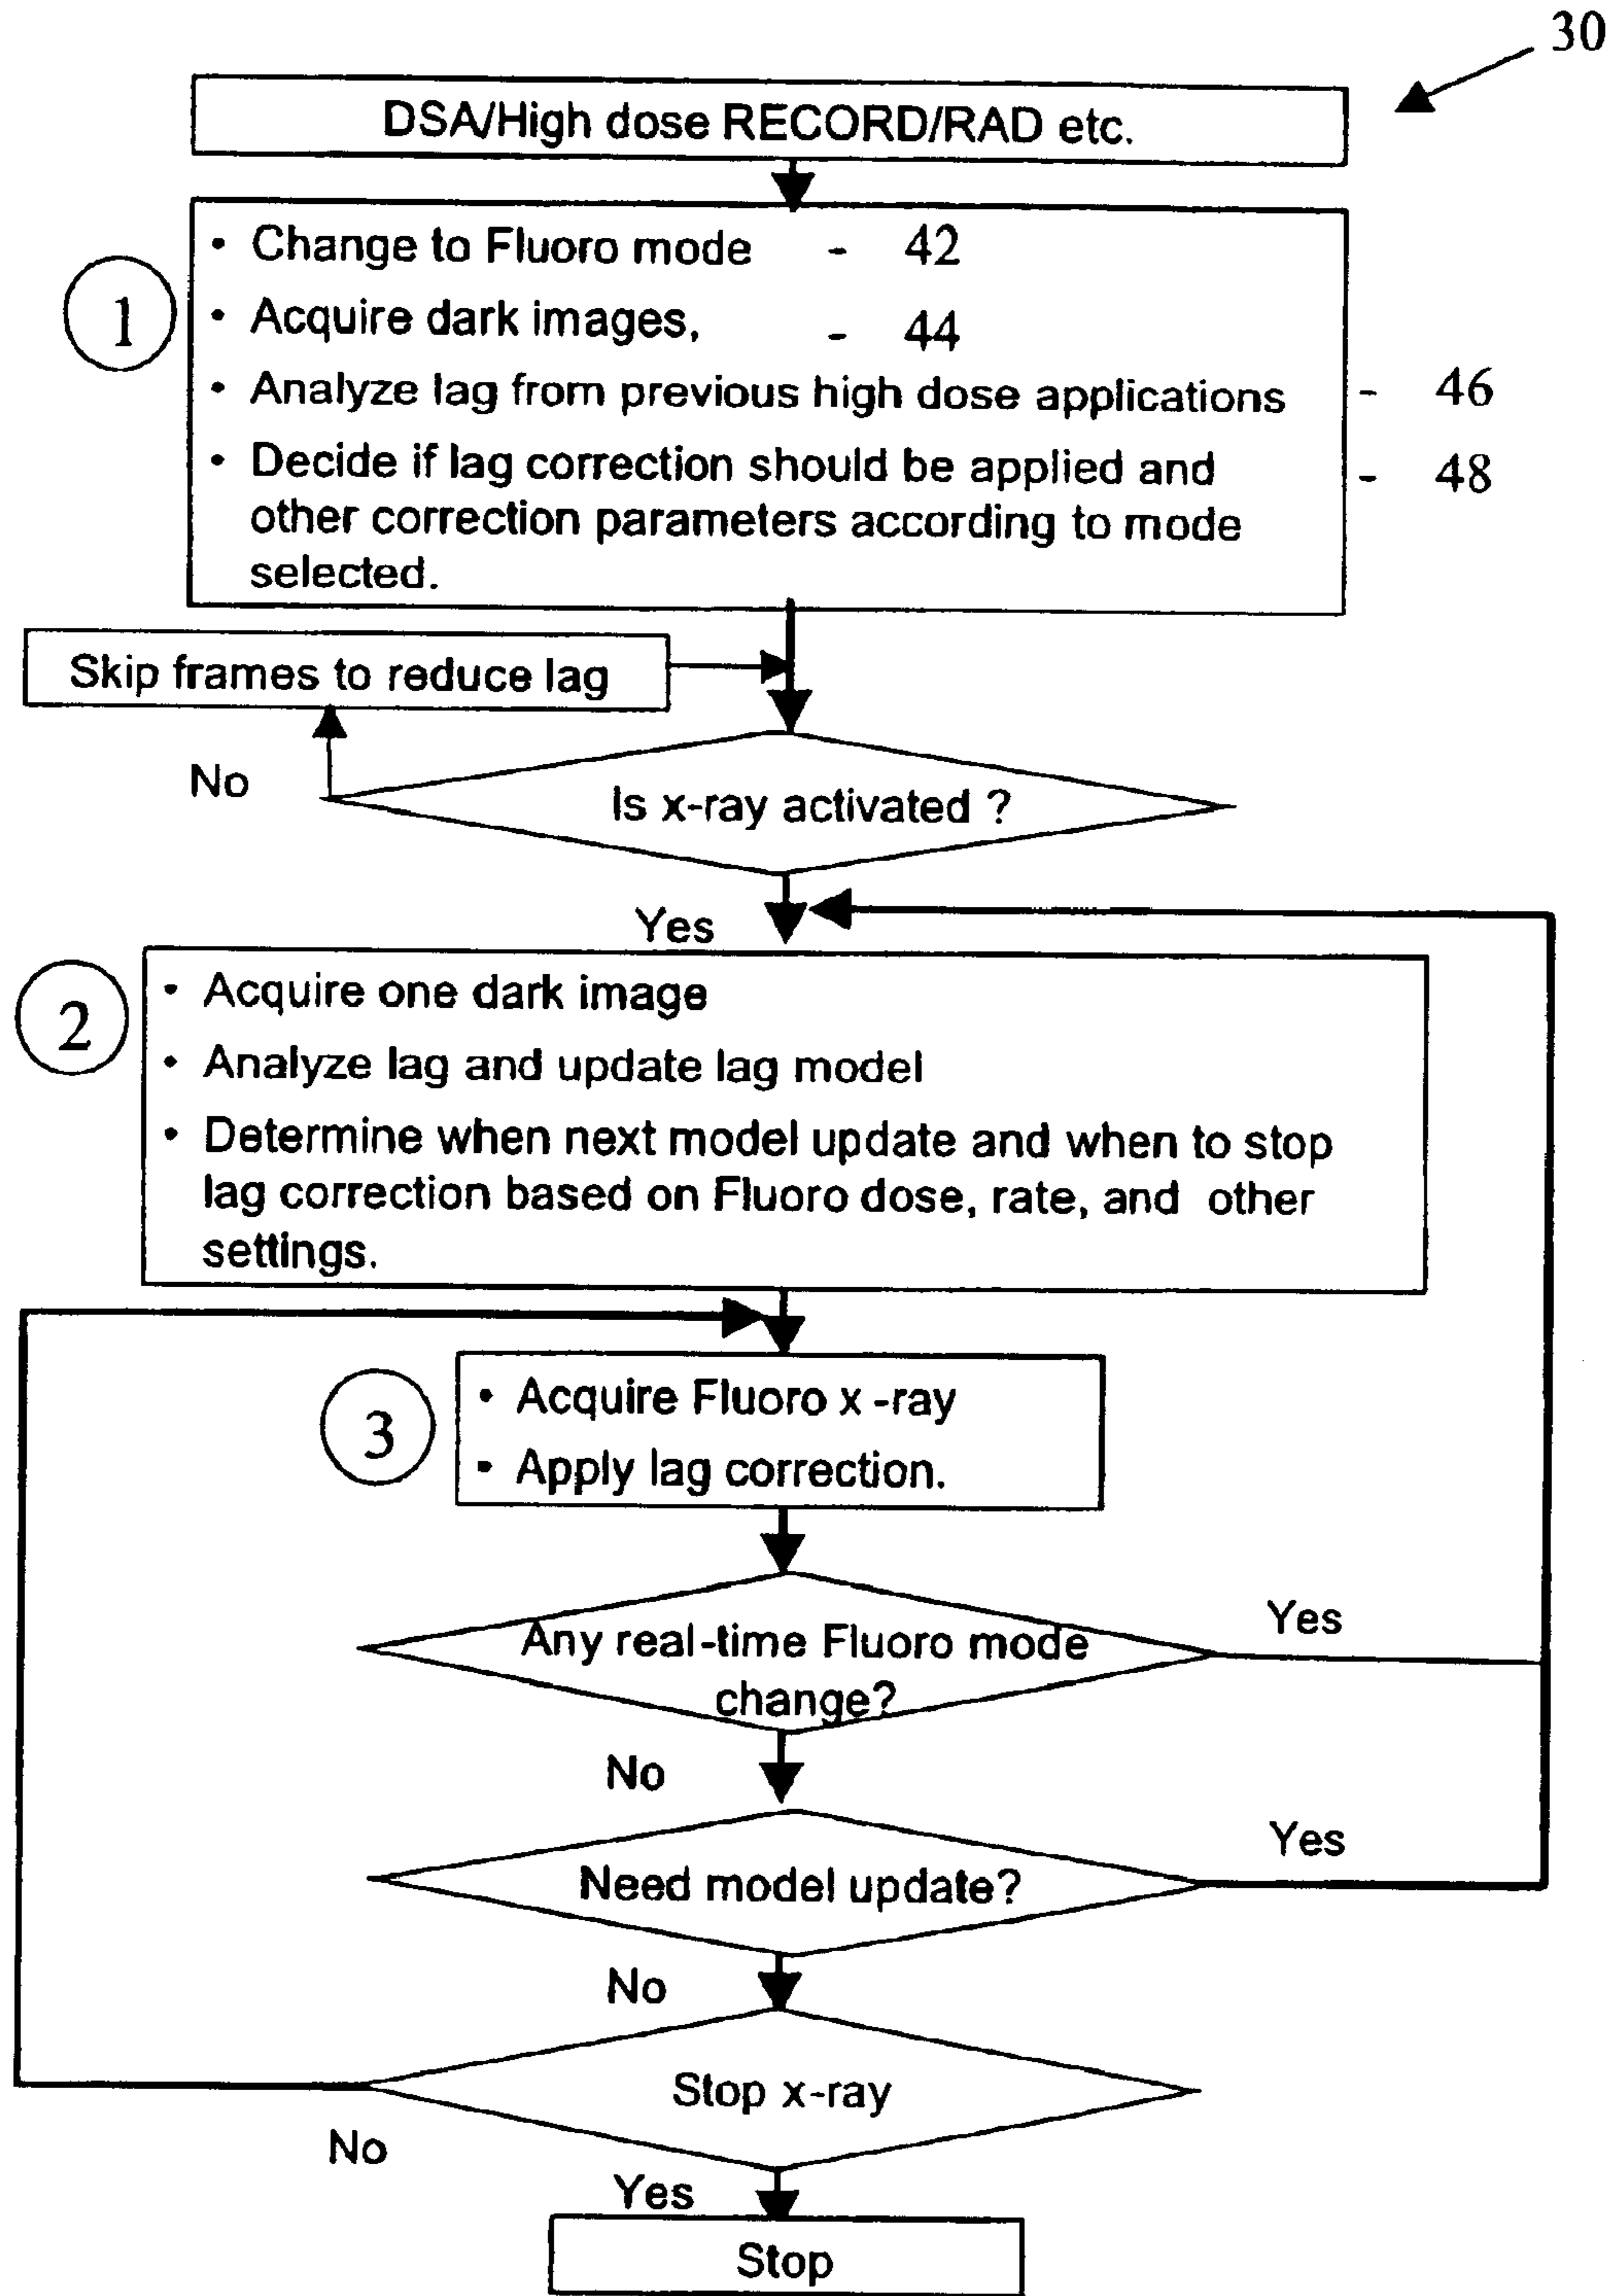 30
DSA/High dose RECORD/RAD etc.
1
• Change to Fluoro mode - 42
• Acquire dark images, - 44
• Analyze lag from previous high dose applications - 46
• Decide if lag correction should be applied and - 48
other correction parameters according to mode
selected.
Skip frames to reduce lag
No
Is x-ray activated ?
Yes
2
• Acquire one dark image
• Analyze lag and update lag model
• Determine when next model update and when to stop
lag correction based on Fluoro dose, rate, and other
settings.
3
• Acquire Fluoro x -ray
• Apply lag correction.
Any real-time Fluoro mode
change?
Yes
No
Need model update?
Yes
No
Stop x-ray
No
Yes
Stop